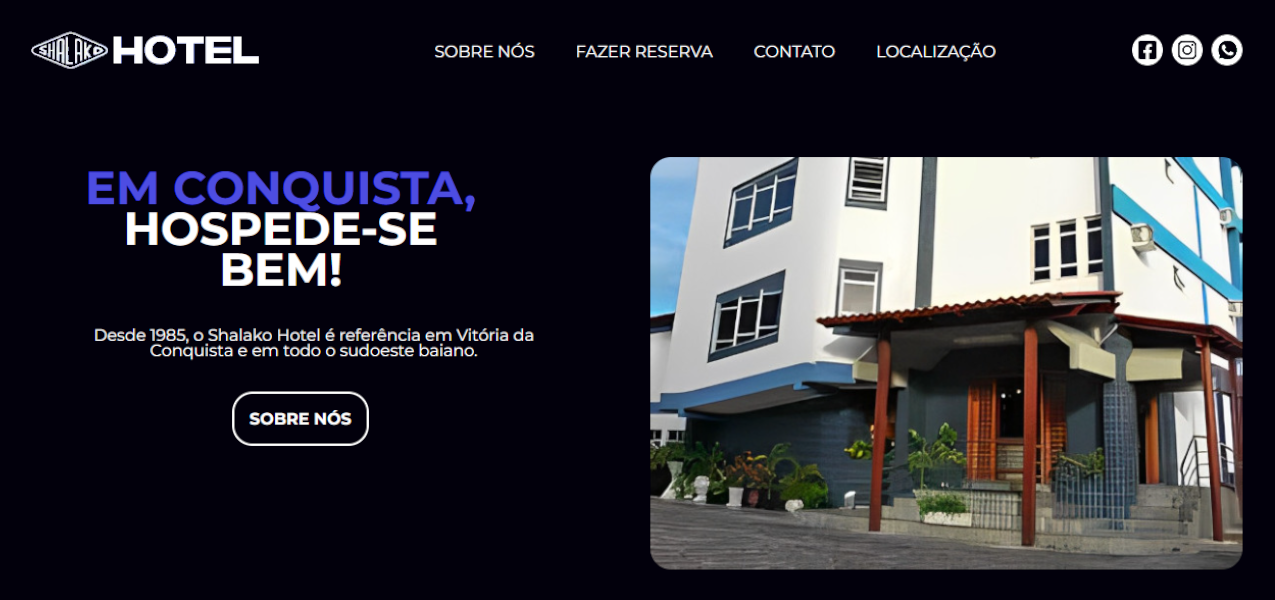 SHALAKO HOTEL
SOBRE NÓS
FAZER RESERVA
CONTATO
LOCALIZAÇÃO
EM CONQUISTA,
HOSPEDE-SE
BEM!
Desde 1985, o Shalako Hotel é referência em Vitória da
Conquista e em todo o sudoeste baiano.
SOBRE NÓS